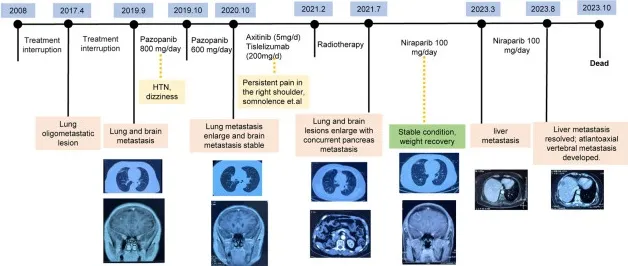 2008
2017.4
2019.9
2019.10
2020.10
2021.2
2021.7
2023.3
2023.8
2023.10
Treatment
interruption
Treatment
interruption
Pazopanib
800 mg/day
Pazopanib
600 mg/day
Axitinib (5mg/d)
Tislelizumab
(200mg/d)
Radiotherapy
Niraparib 100
mg/day
Niraparib 100
mg/day
Dead
HTN,
dizziness
Persistent pain in
the right shoulder,
somnolence et.al
Lung
oligometastatic
lesion
Lung and brain
metastasis
Lung metastasis
enlarge and brain
metastasis stable
Lung and brain
lesions enlarge with
concurrent pancreas
metastasis
Stable condition,
weight recovery
liver
metastasis
Liver metastasis
resolved; atlantoaxial
vertebral metastasis
developed.